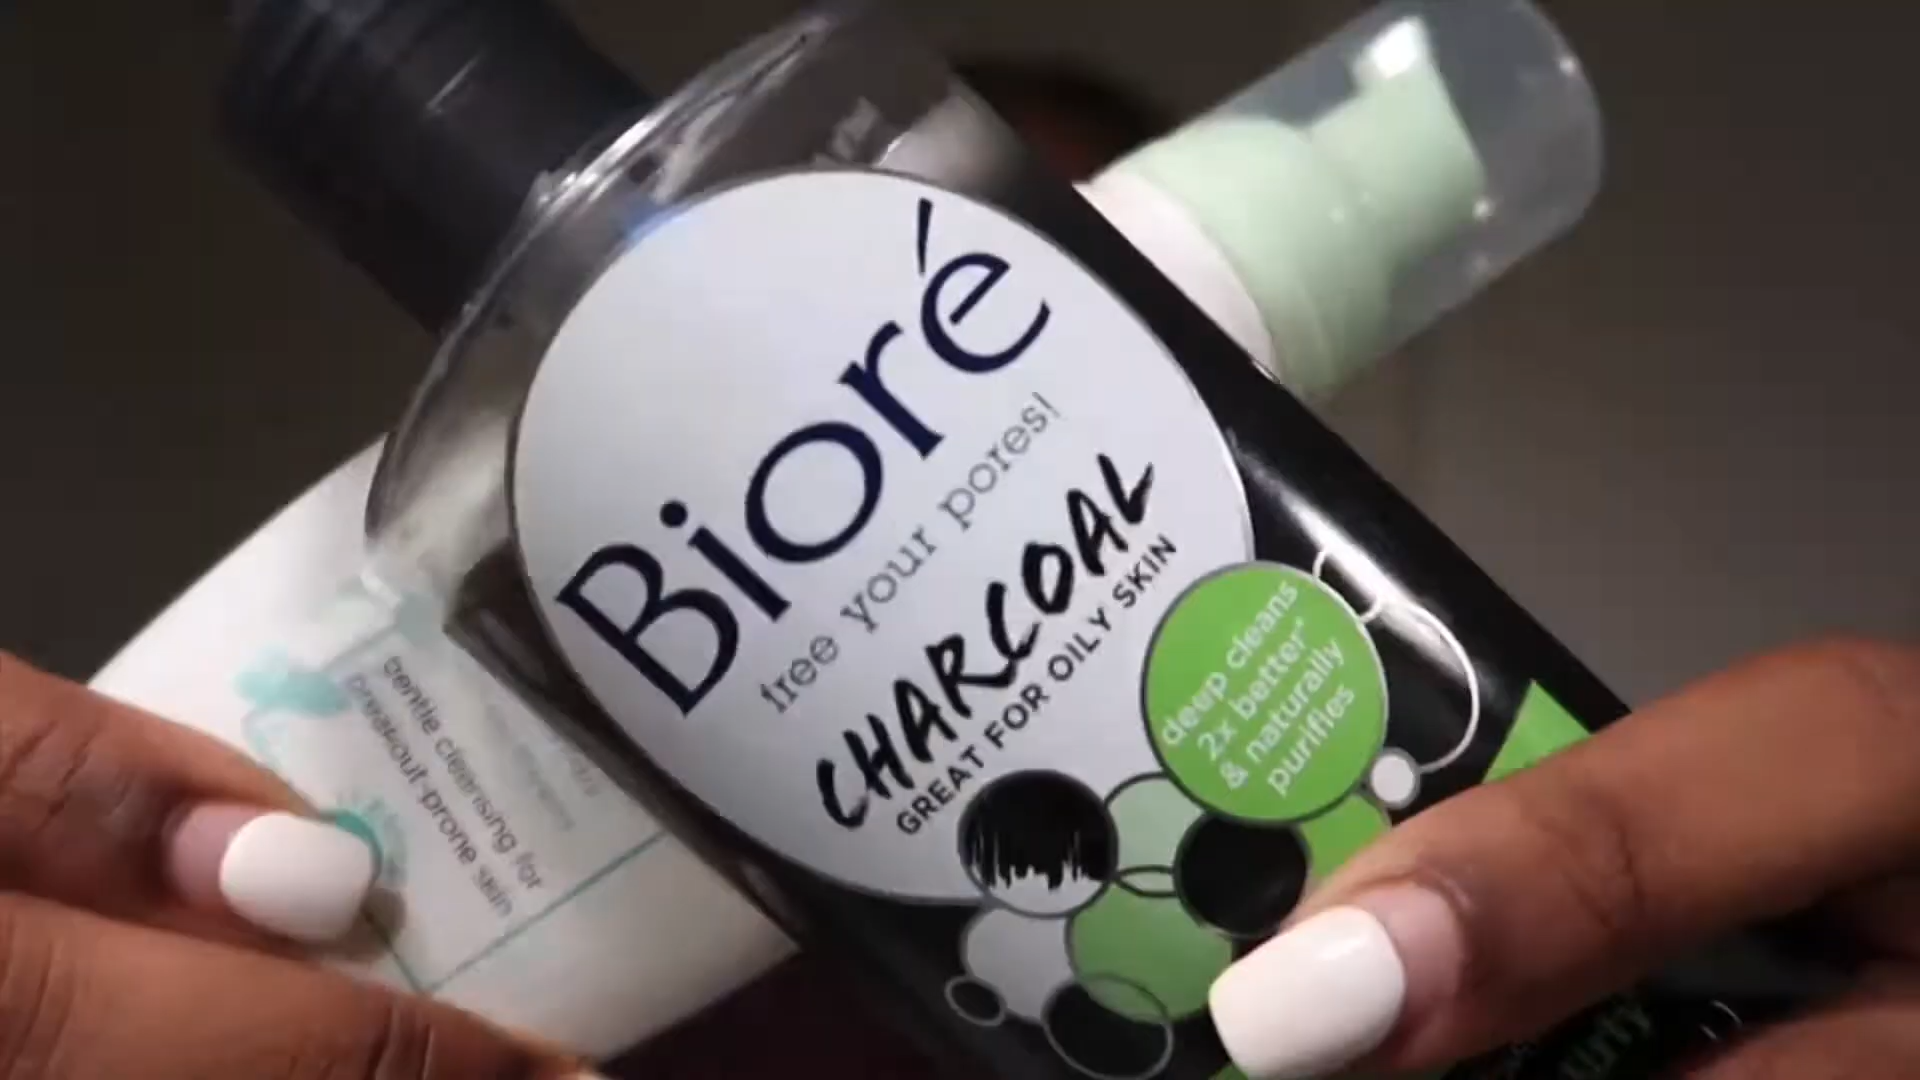 Bioré
free your pores!
CHARCOAL
GREAT FOR OILY SKIN
deep cleans
2x better*
& naturally
purifies
gentle cleansing for
breakout-prone skin